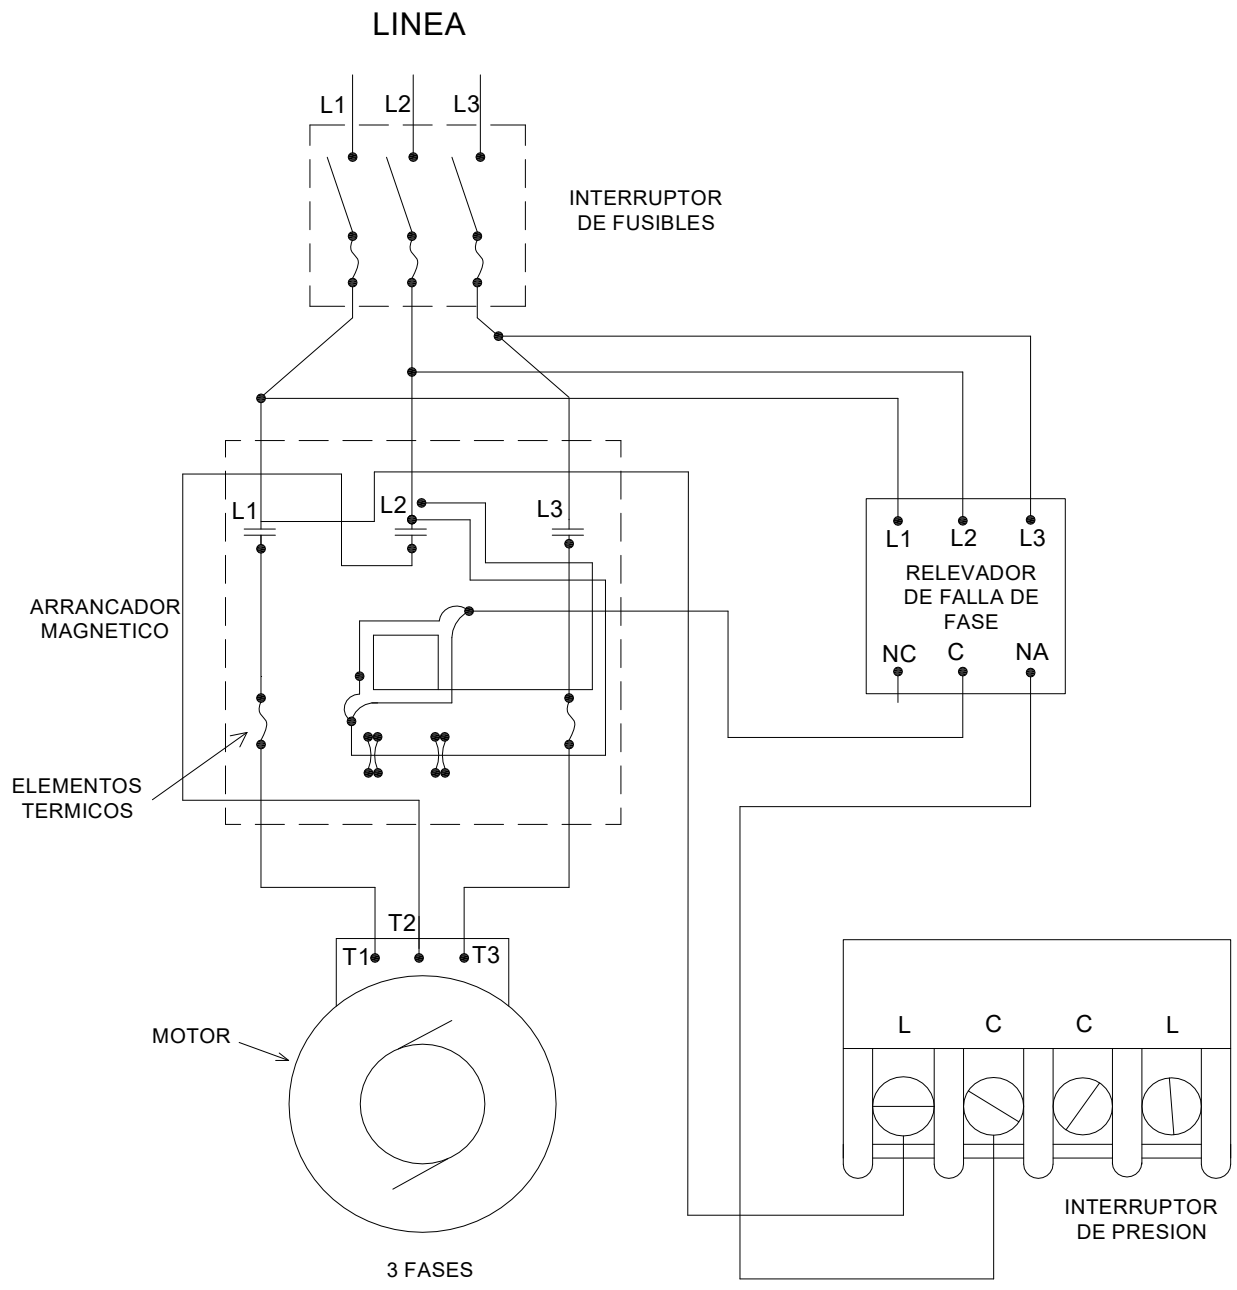 LINEA
L1 L2 L3
INTERRUPTOR
DE FUSIBLES
L1 L2 L3
L1 L2 L3
RELEVADOR
DE FALLA DE
FASE
NC C NA
ARRANCADOR
MAGNETICO
ELEMENTOS
TERMICOS
T2
T1 T3
MOTOR
3 FASES
L C C L
INTERRUPTOR
DE PRESION